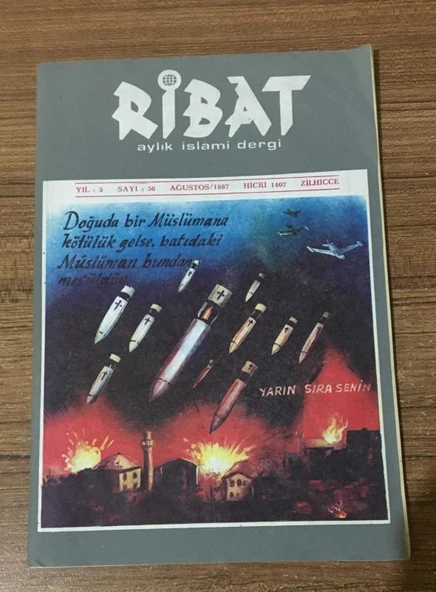 RİBAT
aylık islami dergi
YIL : 5 SAYI : 56 AĞUSTOS/1987 HİCRİ 1407 ZİLHİCCE
Doğuda bir Müslümana
kötülük gelse, batıdaki
Müslüman bundan
mesuldür
YARIN SIRA SENİN